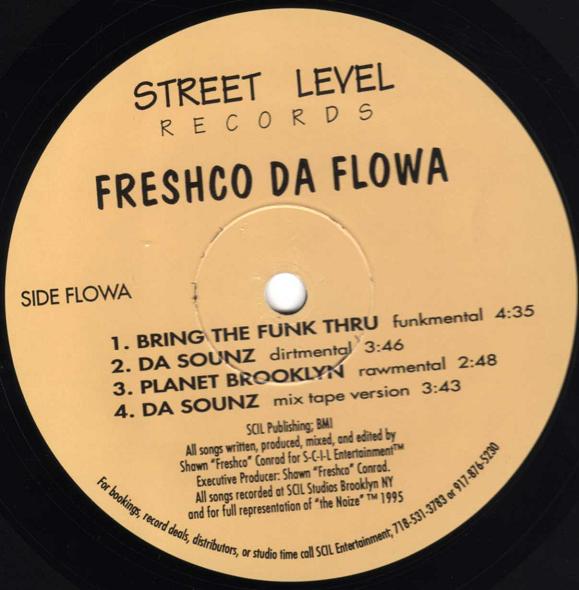 STREET LEVEL
RECORDS
FRESHCO DA FLOWA
SIDE FLOWA
1. BRING THE FUNK THRU funkmental 4:35
2. DA SOUNZ dirtmental 3:46
3. PLANET BROOKLYN rawmental 2:48
4. DA SOUNZ mix tape version 3:43
SCIL Publishing; BMI
All songs written, produced, mixed, and edited by
Shawn "Freshco" Conrad for S-C-I-L Entertainment™
Executive Producer: Shawn "Freshco" Conrad.
All songs recorded at SCIL Studios Brooklyn NY
and for full representation of "the Noize" ™ 1995
For bookings, record deals, distributors, or studio time call SCIL Entertainment; 718-531-3783 or 917-876-5230